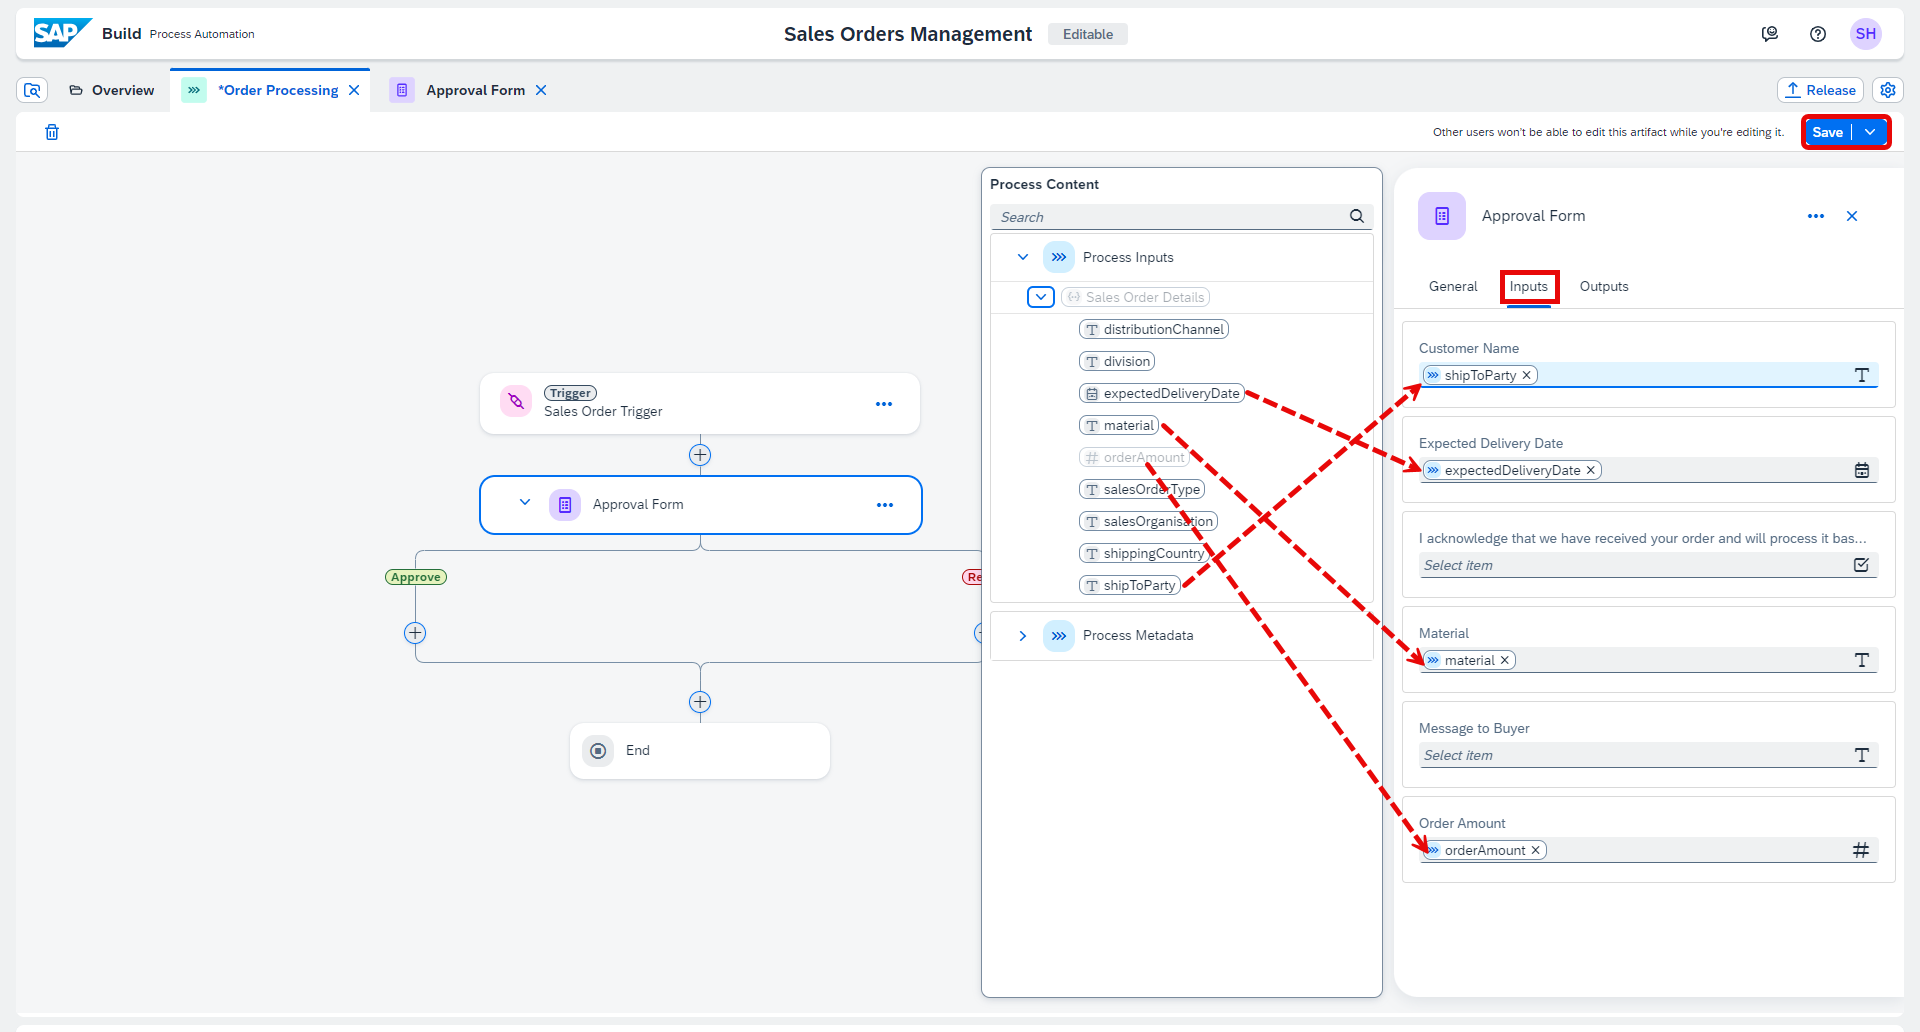 SAP Build Process Automation
Sales Orders Management Editable
SH
Overview
*Order Processing
Approval Form
Release
Other users won't be able to edit this artifact while you're editing it.
Save
Trigger
Sales Order Trigger
Approval Form
Approve
Re
End
Process Content
Search
Process Inputs
Sales Order Details
distributionChannel
division
expectedDeliveryDate
material
orderAmount
salesOrderType
salesOrganisation
shippingCountry
shipToParty
Process Metadata
Approval Form
General Inputs Outputs
Customer Name
shipToParty
Expected Delivery Date
expectedDeliveryDate
I acknowledge that we have received your order and will process it bas...
Select item
Material
material
Message to Buyer
Select item
Order Amount
orderAmount